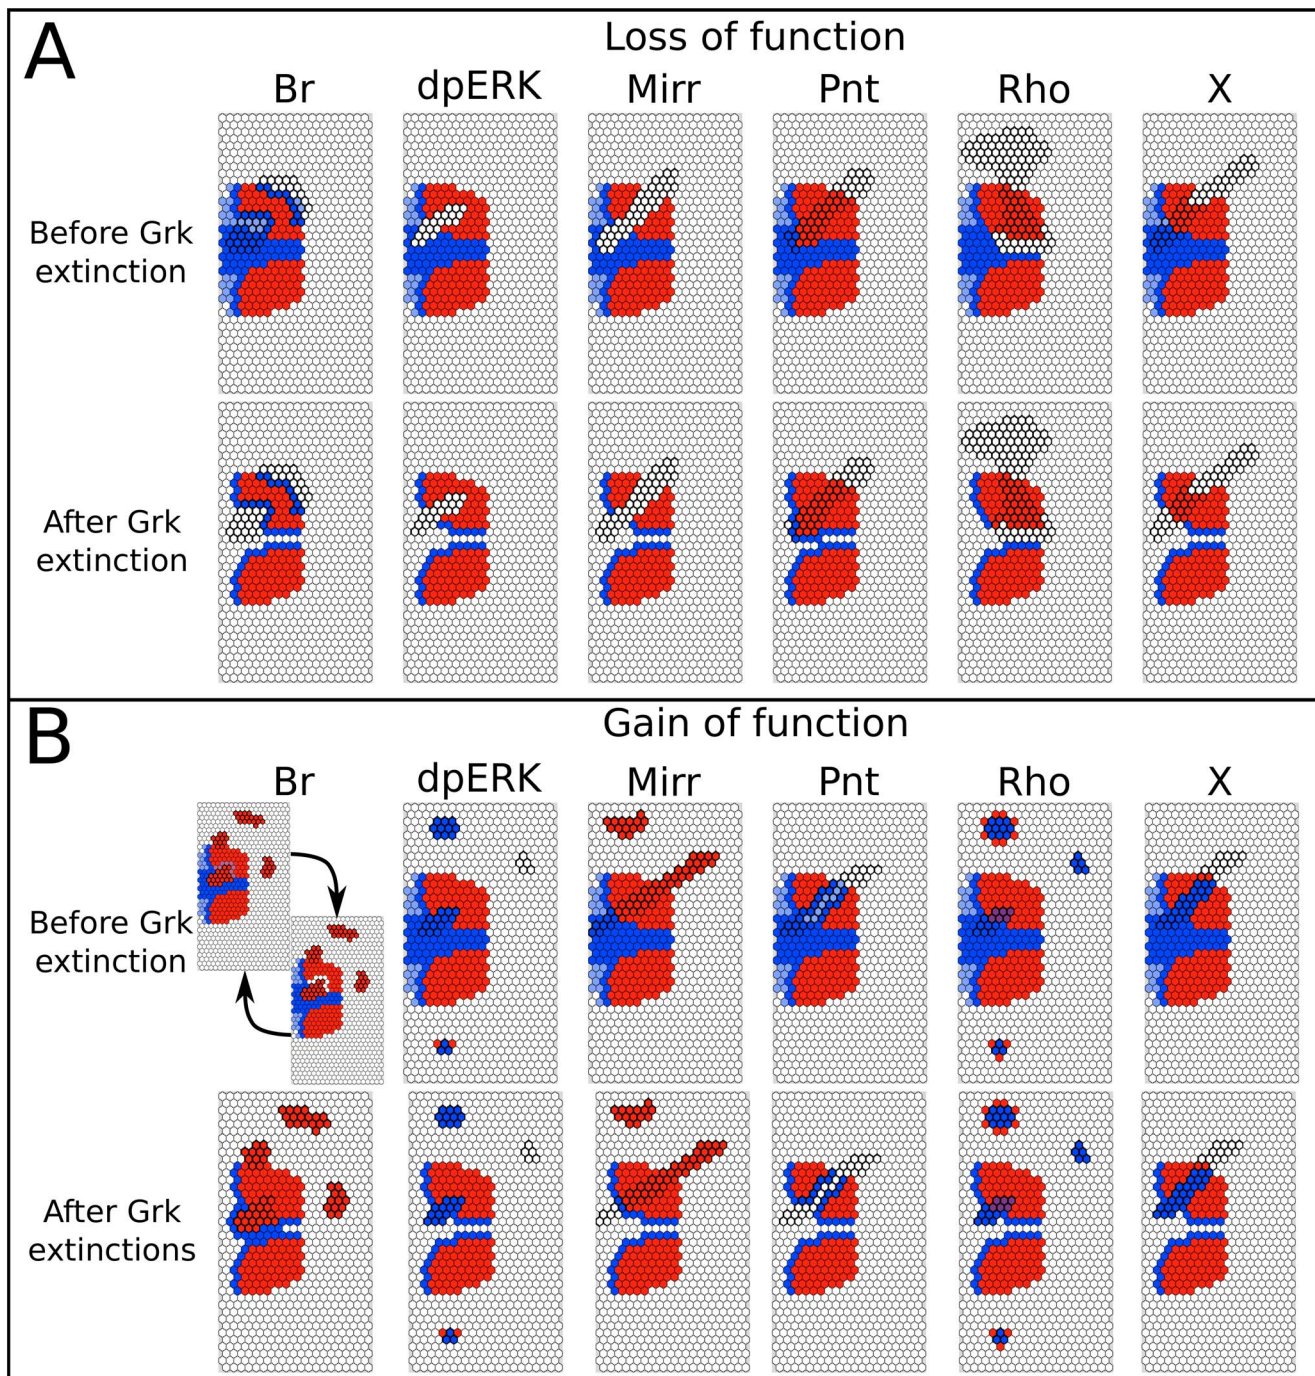 A
Loss of function
Br dpERK Mirr Pnt Rho X
Before Grk
extinction
After Grk
extinction
B
Gain of function
Br dpERK Mirr Pnt Rho X
Before Grk
extinction
After Grk
extinctions